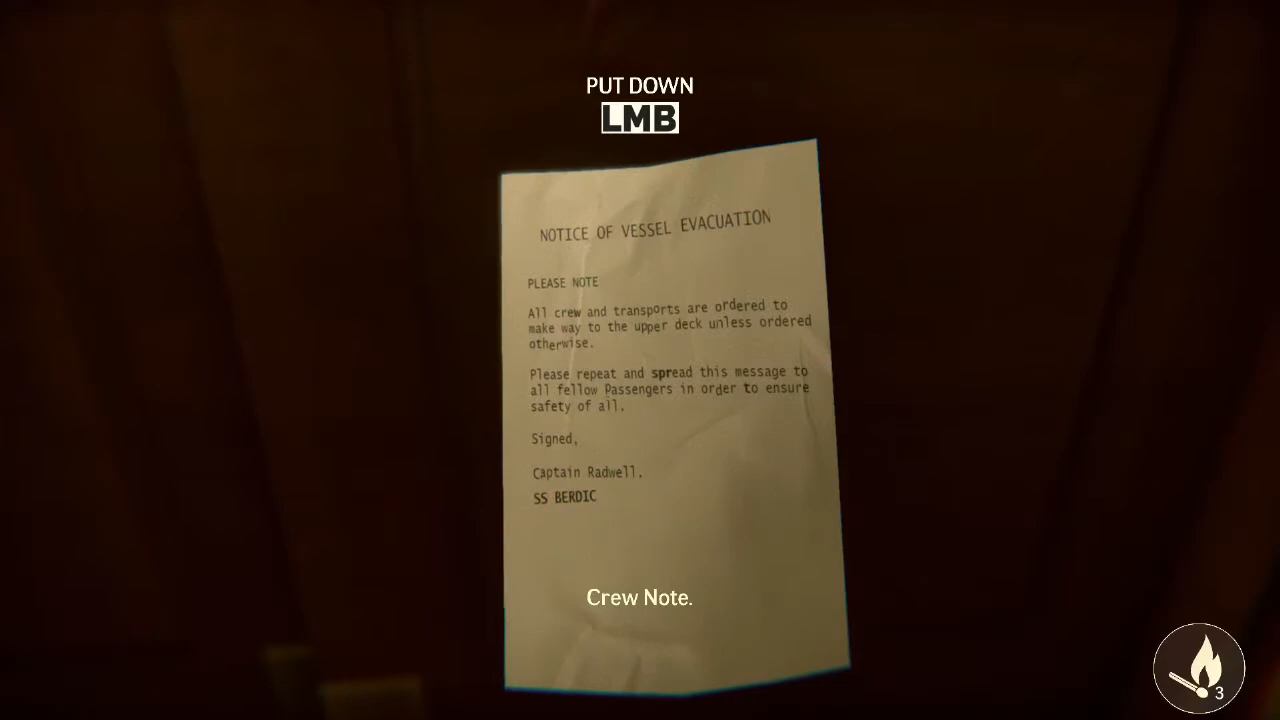 PUT DOWN
LMB
NOTICE OF VESSEL EVACUATION
PLEASE NOTE
All crew and transports are ordered to
make way to the upper deck unless ordered
otherwise.
Please repeat and spread this message to
all fellow Passengers in order to ensure
safety of all.
Signed,
Captain Radwell.
SS BERDIC
Crew Note.
3